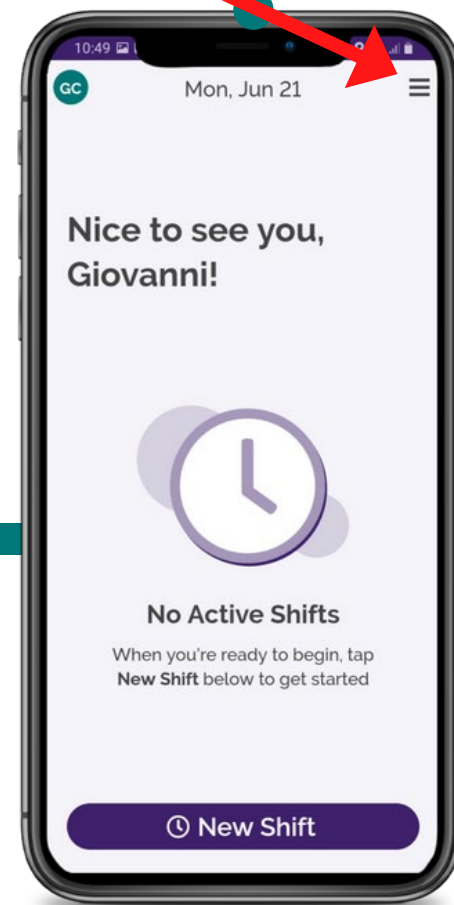 10:49
GC
Mon, Jun 21
Nice to see you,
Giovanni!
No Active Shifts
When you're ready to begin, tap
New Shift below to get started
New Shift